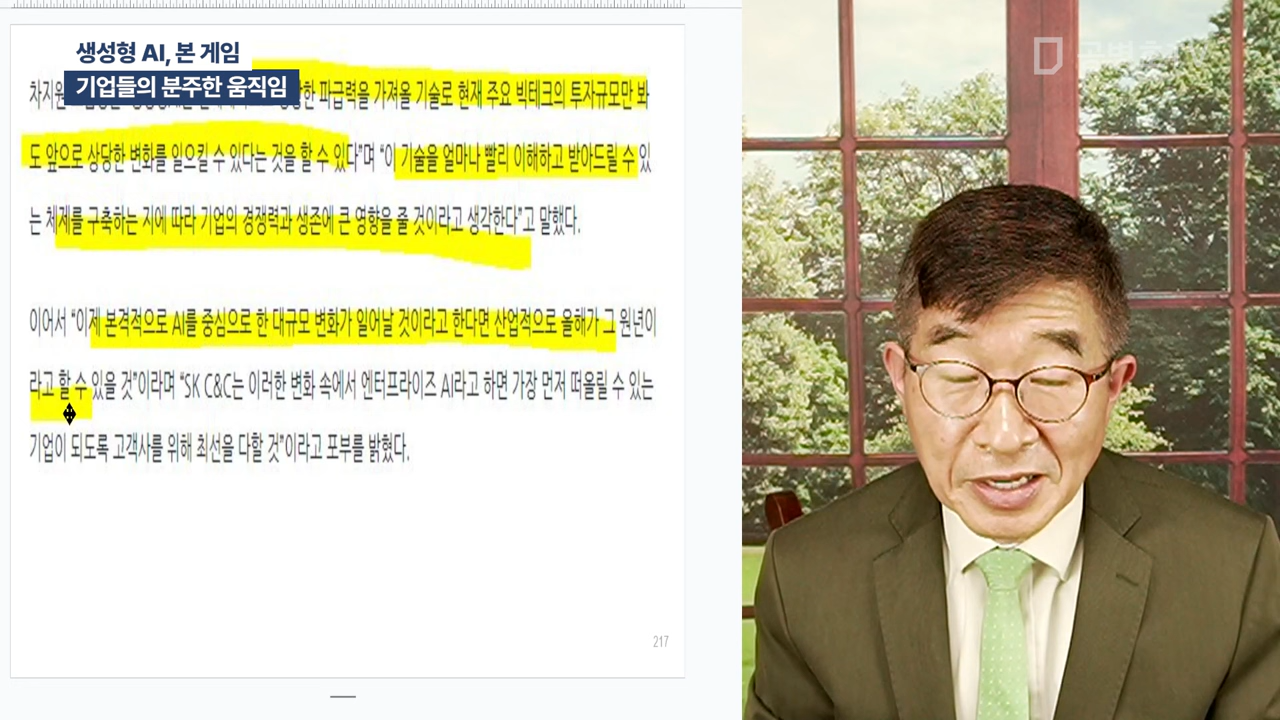 생성형 AI, 본 게임
기업들의 분주한 움직임
차지원 파급력을 가져올 기술로 현재 주요 빅테크의 투자규모만 봐
도 앞으로 상당한 변화를 일으킬 수 있다는 것을 할 수 있다”며 “이 기술을 얼마나 빨리 이해하고 받아드릴 수 있
는 체제를 구축하는 지에 따라 기업의 경쟁력과 생존에 큰 영향을 줄 것이라고 생각한다”고 말했다.
이어서 “이제 본격적으로 AI를 중심으로 한 대규모 변화가 일어날 것이라고 한다면 산업적으로 올해가 그 원년이
라고 할 수 있을 것”이라며 “SK C&C는 이러한 변화 속에서 엔터프라이즈 AI라고 하면 가장 먼저 떠올릴 수 있는
기업이 되도록 고객사를 위해 최선을 다할 것”이라고 포부를 밝혔다.
217